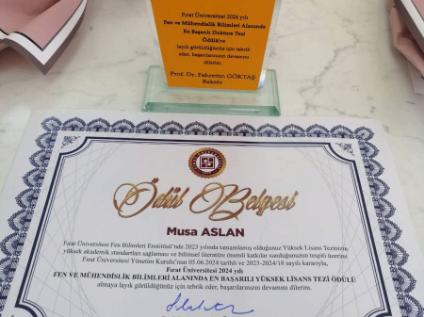 Fırat Üniversitesi 2024 yılı
Fen ve Mühendislik Bilimleri Alanında
En Başarılı Doktora Tezi
Ödülü'ne
layık görüldüğünüz için tebrik
eder, başarılarınızın devamını
dilerim.
Prof. Dr. Fahrettin GÖKTAŞ
Rektör
Ödül Belgesi
Musa ASLAN
Fırat Üniversitesi Fen Bilimleri Enstitüsü'nde 2023 yılında tamamlamış olduğunuz Yüksek Lisans Tezinizin
yüksek akademik standartları sağlaması ve bilimsel literatüre önemli katkılar sunduğunuzun tespiti üzerine
Fırat Üniversitesi Yönetim Kurulu'nun 05.06.2024 tarihli ve 2023-2024/18 sayılı kararıyla,
Fırat Üniversitesi 2024 yılı
FEN VE MÜHENDİSLİK BİLİMLERİ ALANINDA EN BAŞARILI YÜKSEK LİSANS TEZİ ÖDÜLÜ
almaya layık görüldüğünüz için tebrik eder, başarılarınızın devamını dilerim.